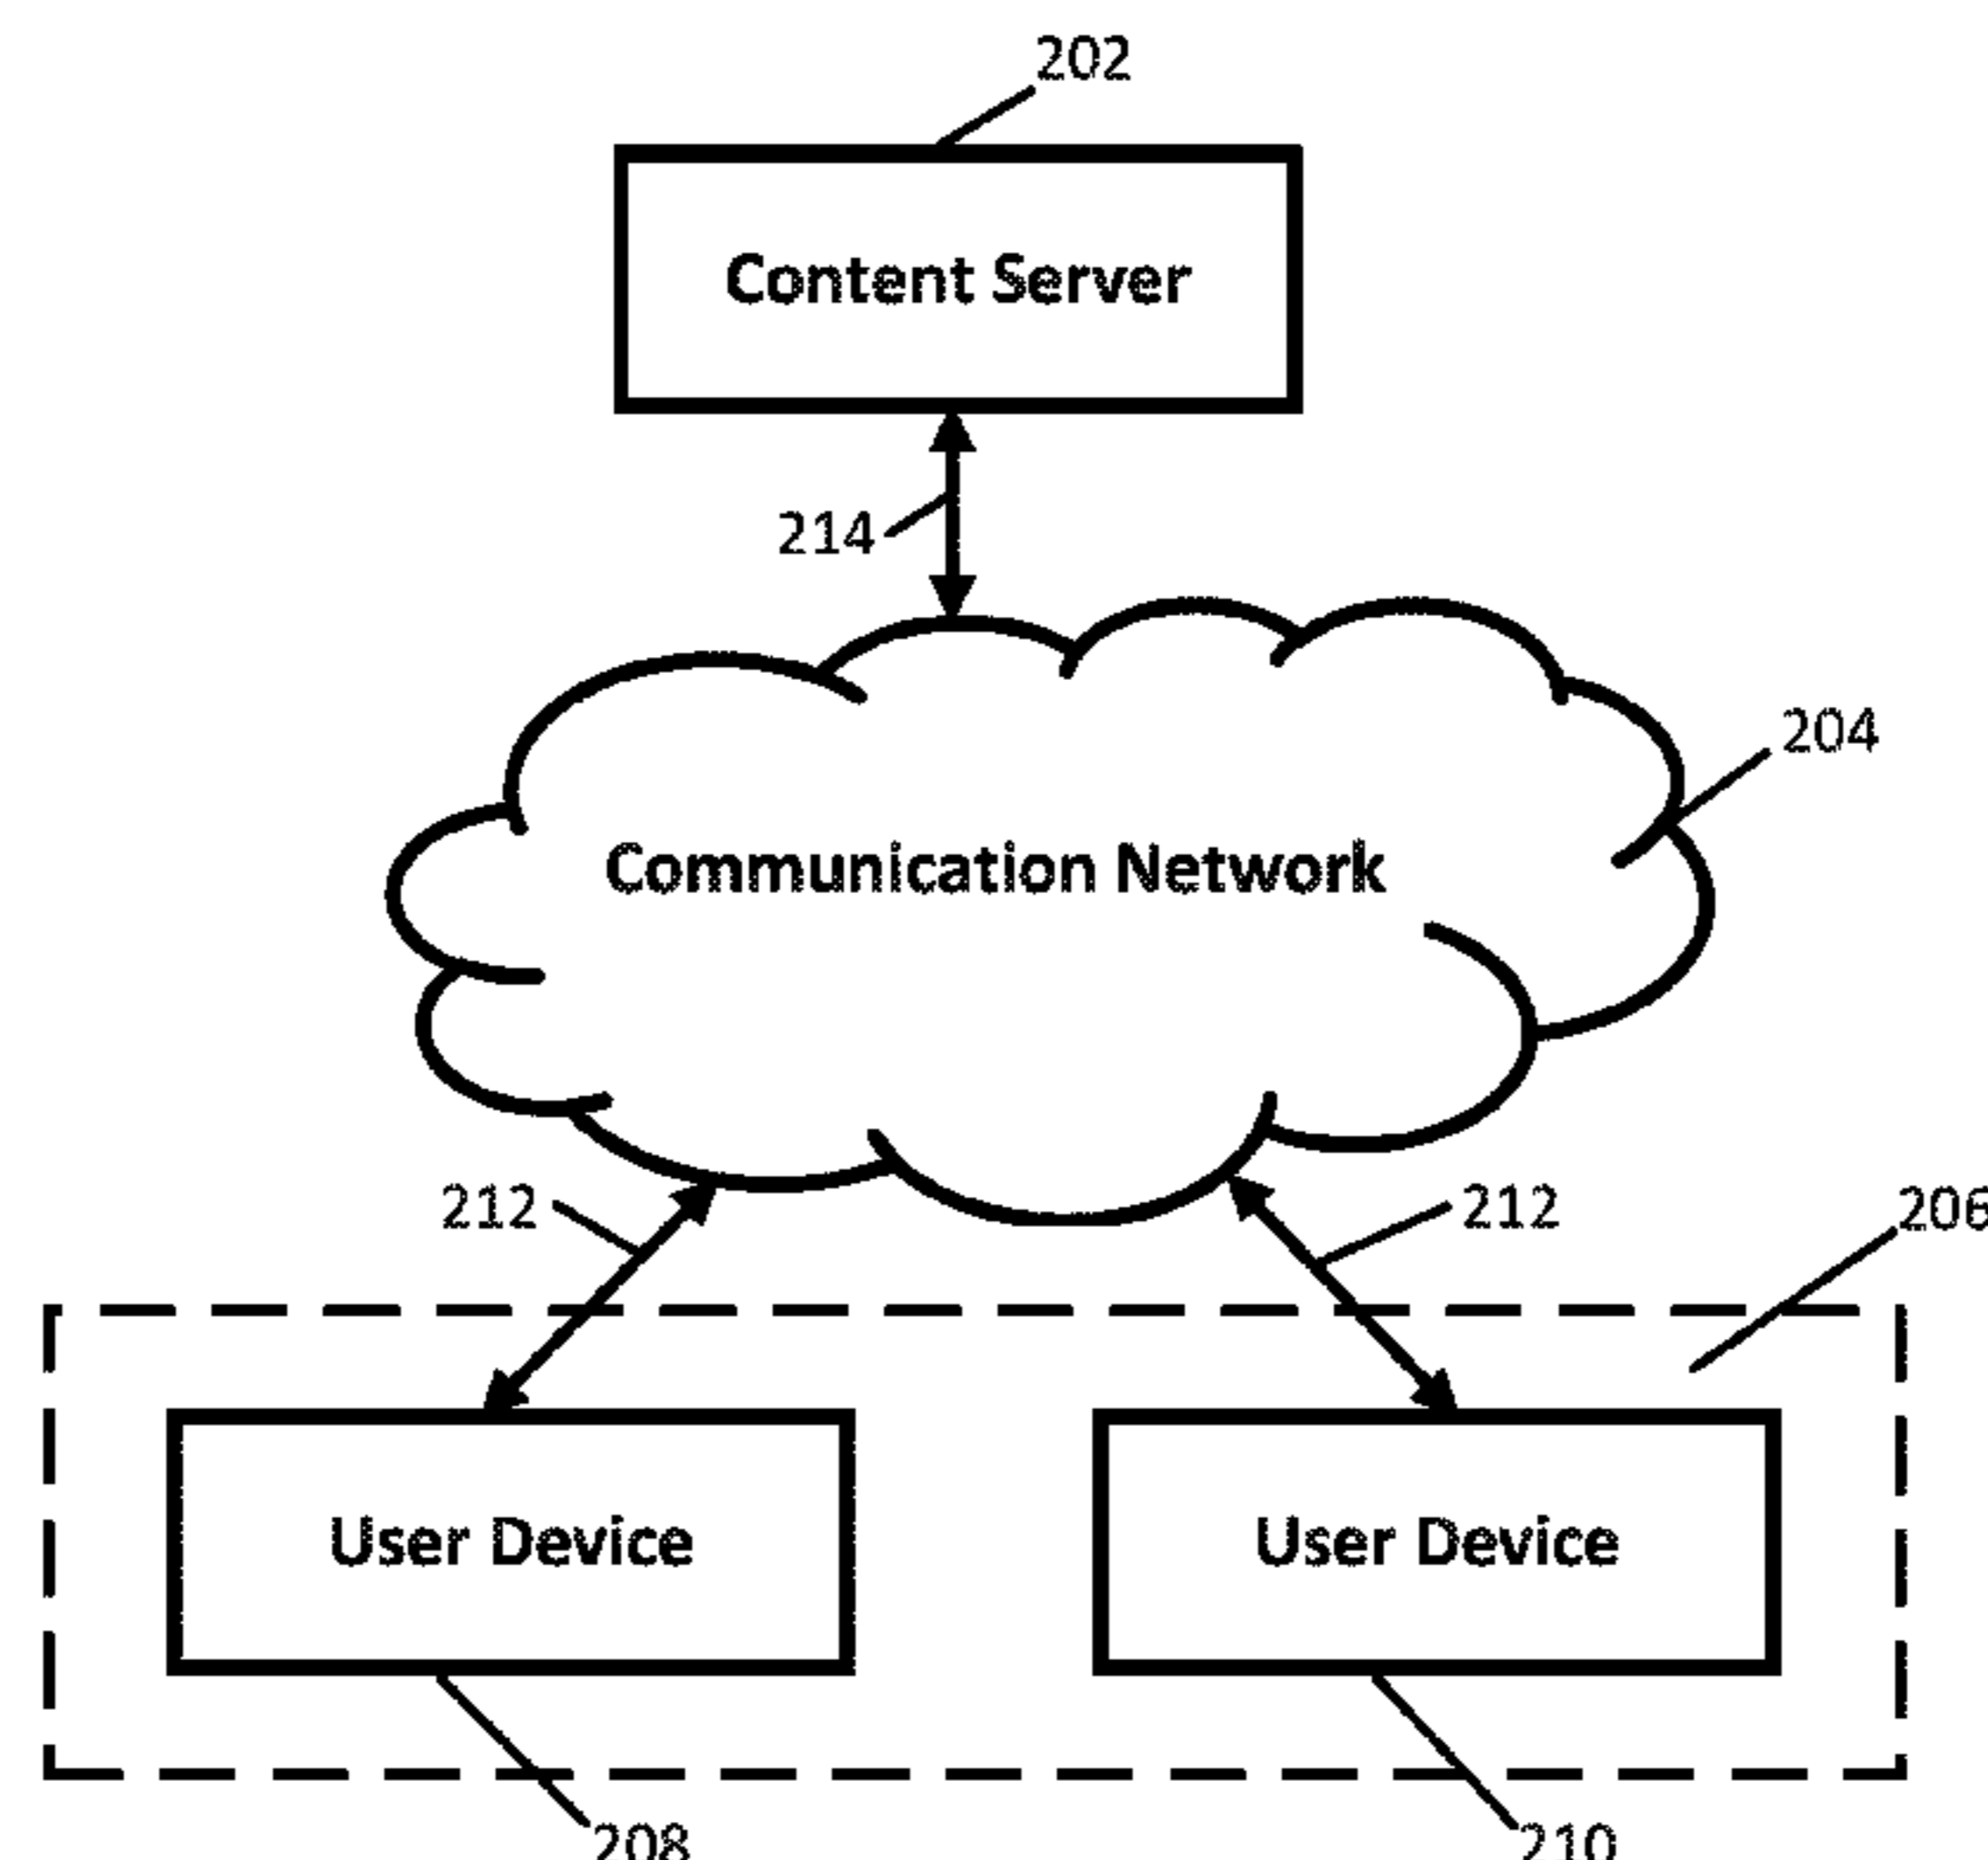 202
Content Server
214
204
Communication Network
212
212
206
User Device
User Device
208
210